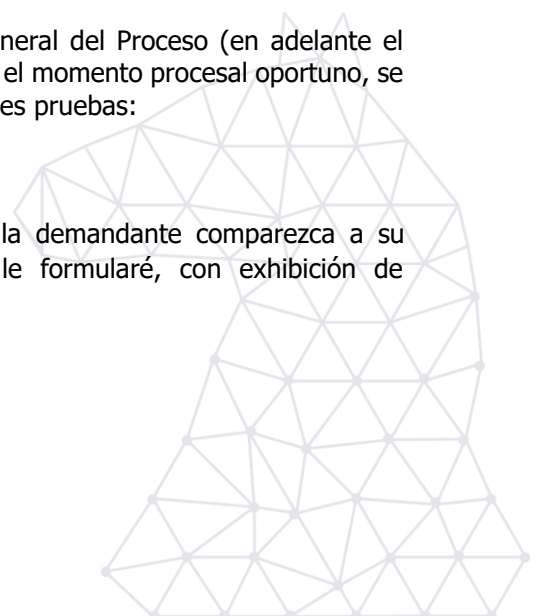 neral del Proceso (en adelante el
el momento procesal oportuno, se
es pruebas:
la demandante comparezca a su
le formularé, con exhibición de